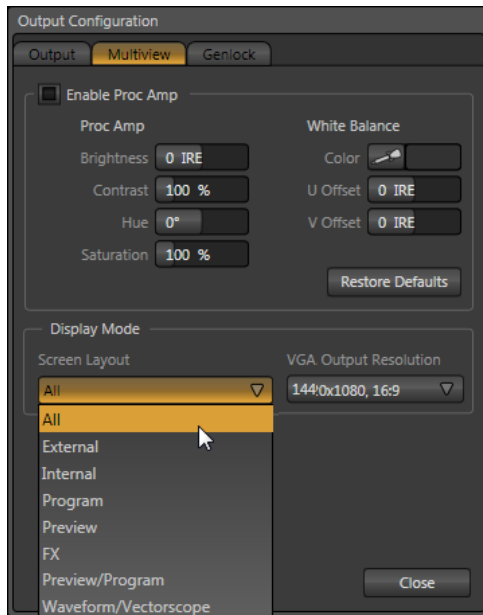 Output Configuration
Output Multiview Genlock
Enable Proc Amp
Proc Amp White Balance
Brightness 0 IRE Color
Contrast 100 % U Offset 0 IRE
Hue 0° V Offset 0 IRE
Saturation 100 %
Restore Defaults
Display Mode
Screen Layout VGA Output Resolution
All 1440x1080, 16:9
All
External
Internal
Program
Preview
FX
Preview/Program
Close
Waveform/Vectorscope